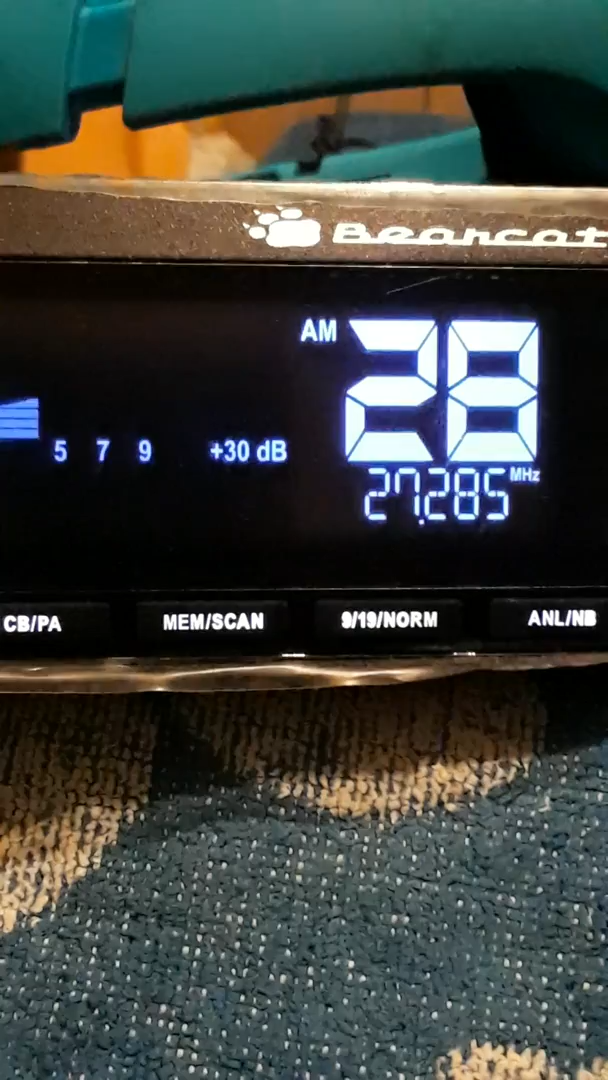 Bearcat
AM 28
5 7 9 +30 dB
27.285 MHz
CB/PA MEM/SCAN 9/19/NORM ANL/NB